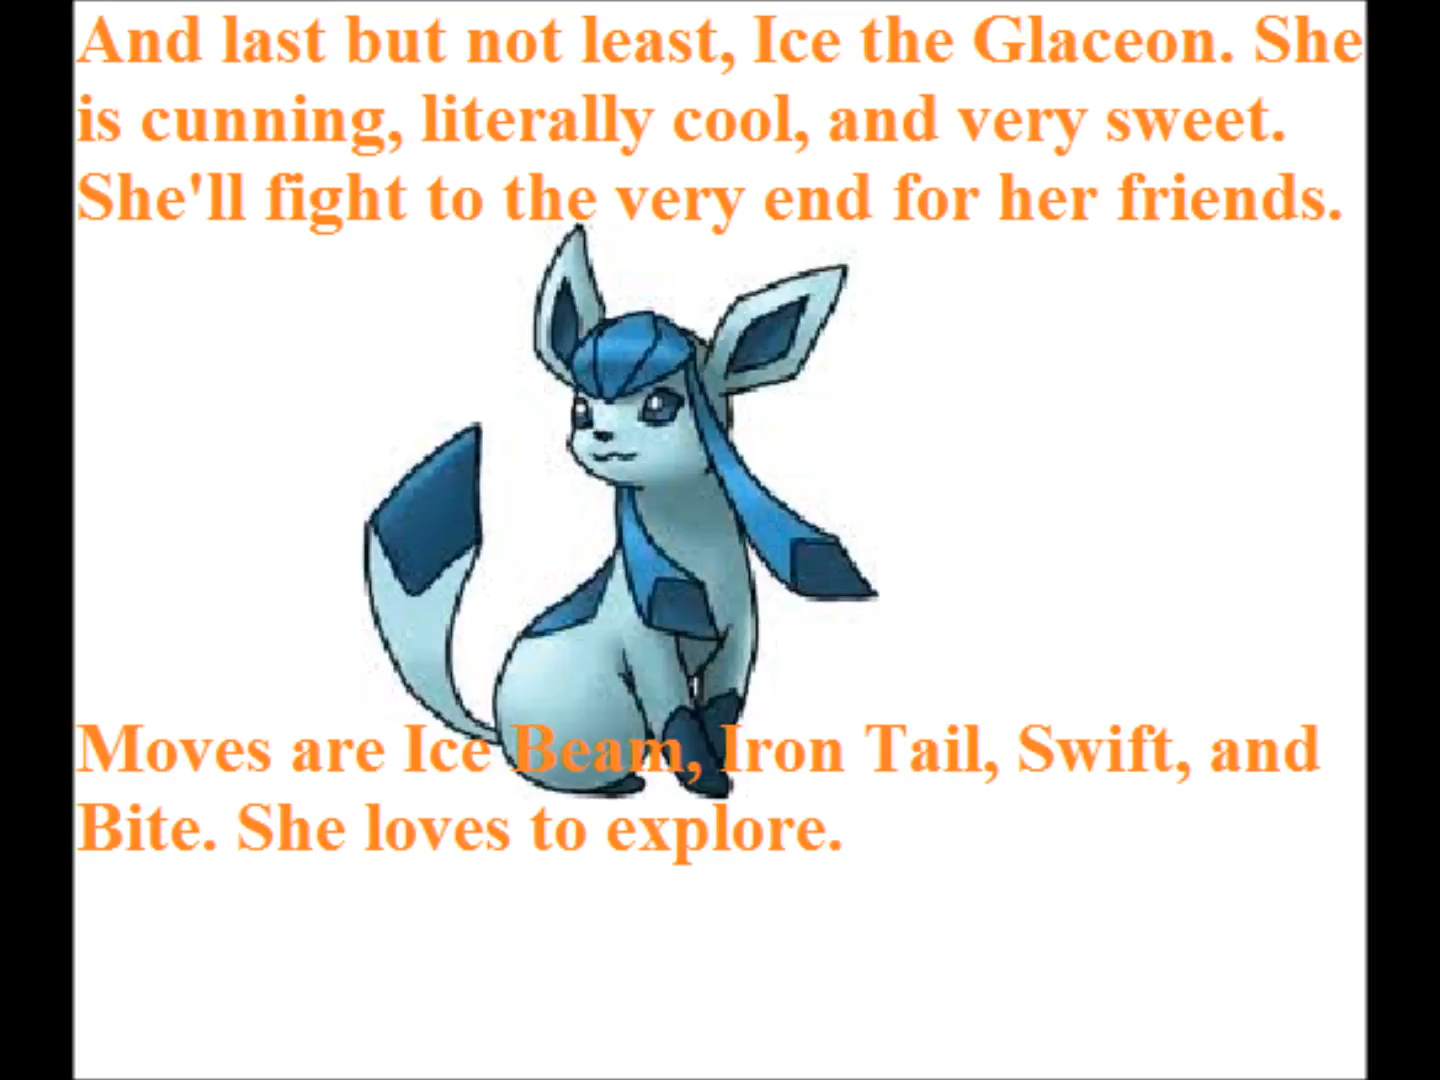 And last but not least, Ice the Glaceon. She
is cunning, literally cool, and very sweet.
She'll fight to the very end for her friends.
Moves are Ice Beam, Iron Tail, Swift, and
Bite. She loves to explore.